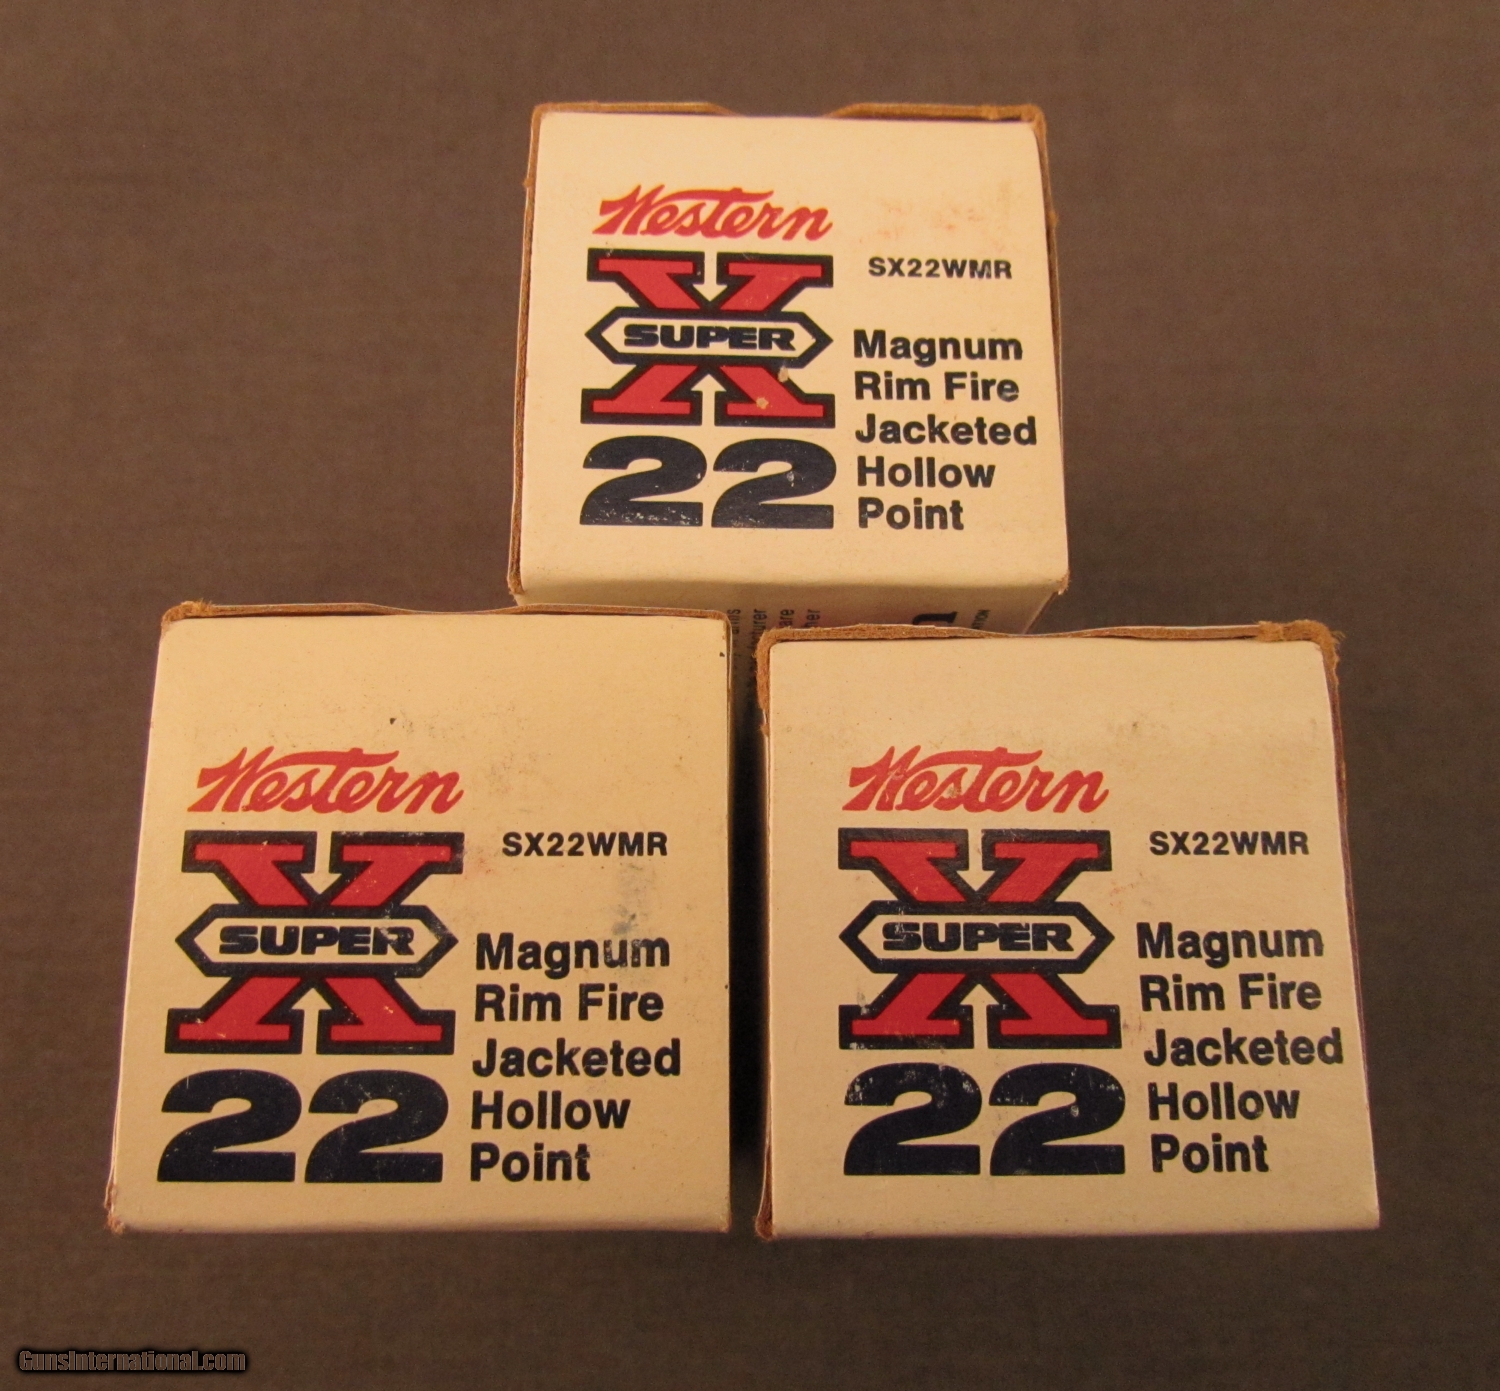 Western
SX22WMR
SUPER
X
22
Magnum
Rim Fire
Jacketed
Hollow
Point
Western
SX22WMR
SUPER
X
22
Magnum
Rim Fire
Jacketed
Hollow
Point
Western
SX22WMR
SUPER
X
22
Magnum
Rim Fire
Jacketed
Hollow
Point
GunsInternational.com